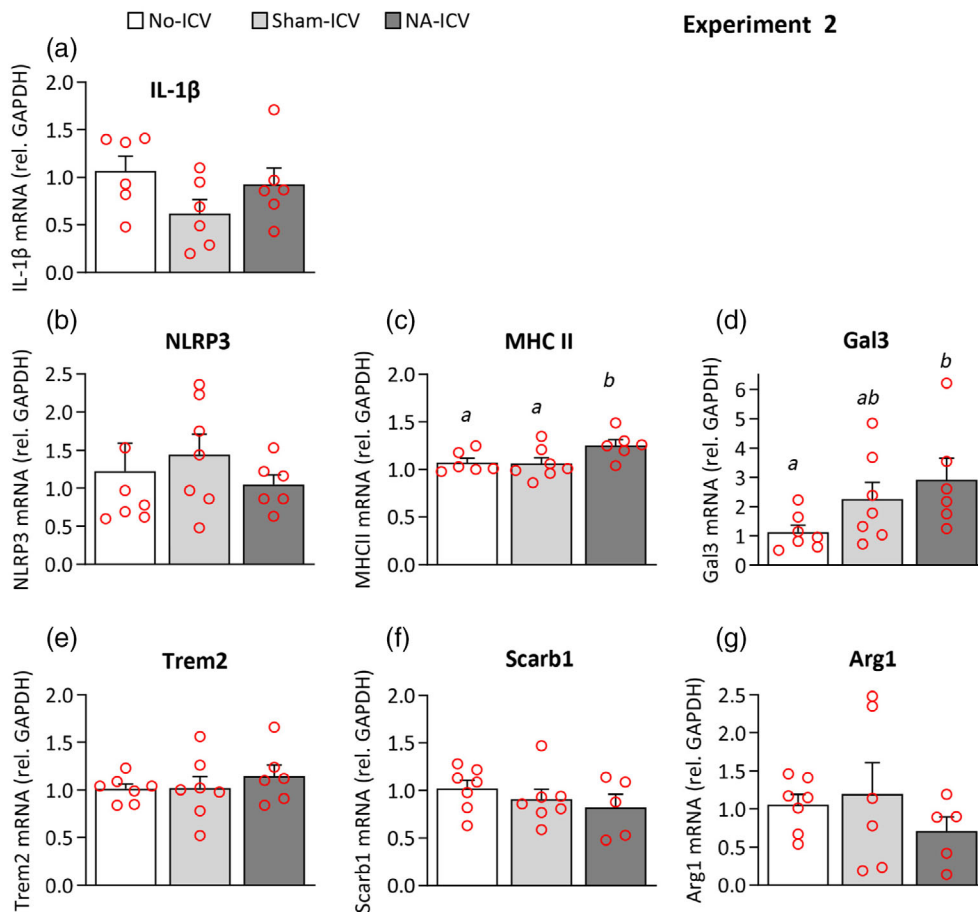 No-ICV Sham-ICV NA-ICV Experiment 2
(a)
IL-1β
IL-1β mRNA (rel. GAPDH)
2.0
1.5
1.0
0.5
0.0
(b)
NLRP3
NLRP3 mRNA (rel. GAPDH)
2.5
2.0
1.5
1.0
0.5
0.0
(c)
MHC II
MHCII mRNA (rel. GAPDH)
2.0
1.5
1.0
0.5
0.0
a a b
(d)
Gal3
Gal3 mRNA (rel. GAPDH)
6
5
4
3
2
1
0
a ab b
(e)
Trem2
Trem2 mRNA (rel. GAPDH)
2.0
1.5
1.0
0.5
0.0
(f)
Scarb1
Scarb1 mRNA (rel. GAPDH)
2.0
1.5
1.0
0.5
0.0
(g)
Arg1
Arg1 mRNA (rel. GAPDH)
2.5
2.0
1.5
1.0
0.5
0.0